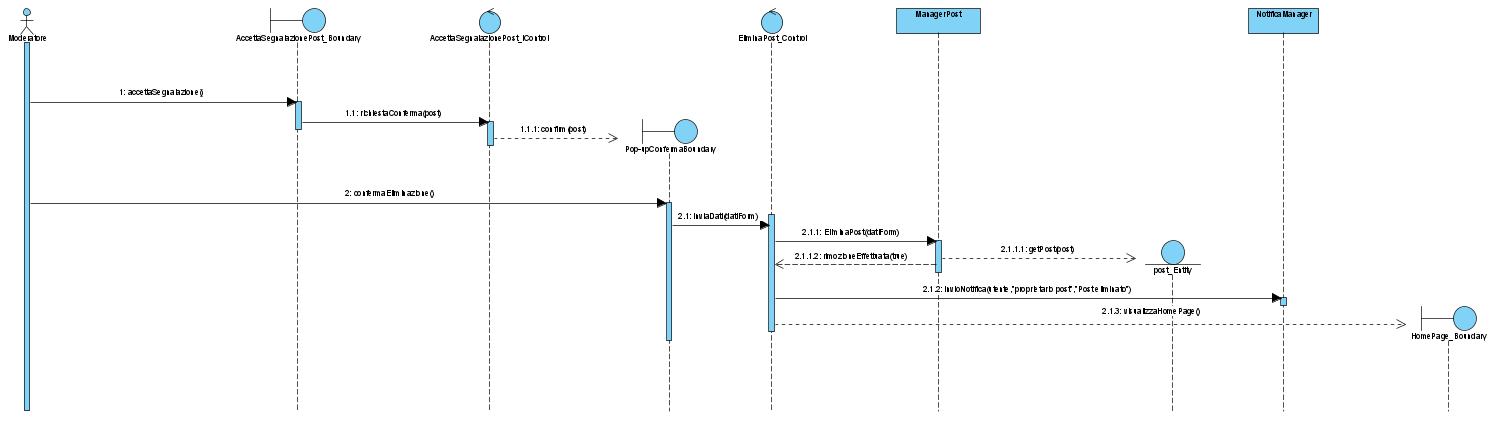 Moderatore
AccettaSegnalazionePost_Boundary
AccettaSegnalazionePost_lControl
EliminaPost_Control
ManagerPost
NotificaManager
1: accettaSegnalazione()
1.1: richiestaConferma(post)
1.1.1: confirm(post)
Pop-upConfermaBoundary
2: confermaEliminazione()
2.1: inviaDati(datiForm)
2.1.1: EliminaPost(datiForm)
2.1.1.1: getPost(post)
2.1.1.2: rimozioneEffettuata(true)
post_Entity
2.1.2: invioNotifica(utente,"proprietario post","Post eliminato")
2.1.3: visualizzaHomePage()
HomePage_Boundary